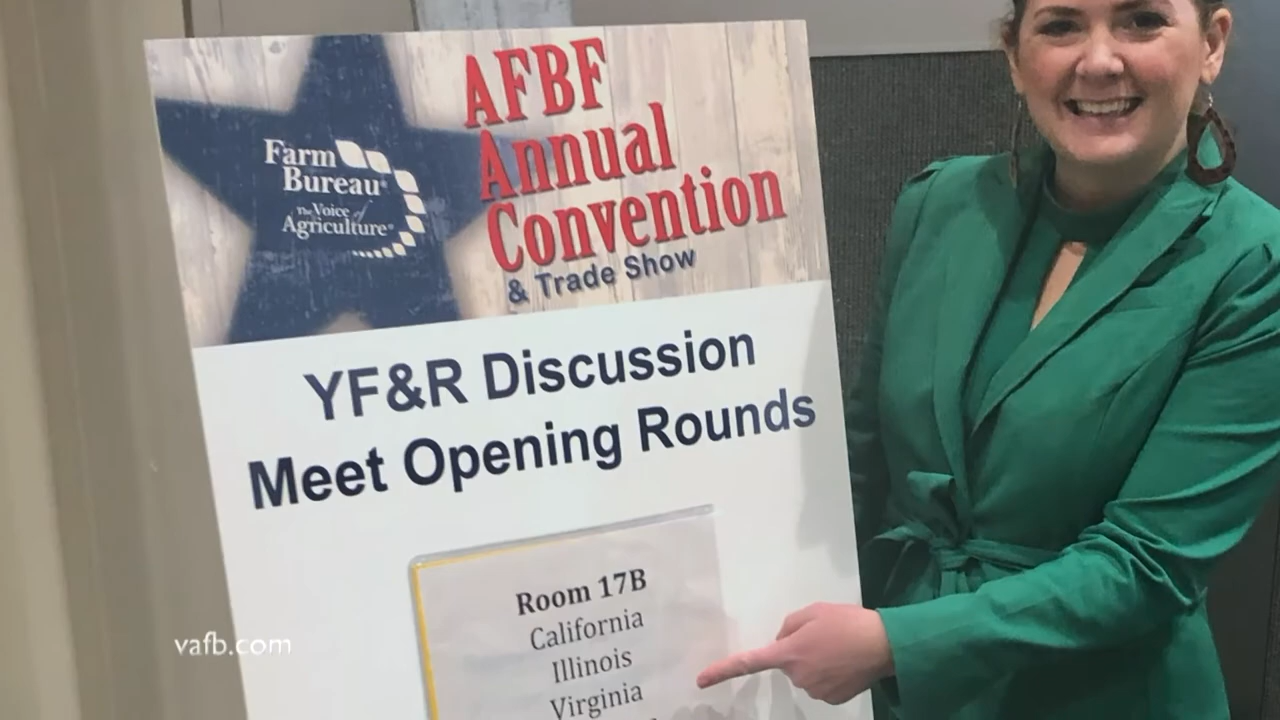 AFBF
Annual
Convention
& Trade Show
Farm
Bureau®
The Voice of
Agriculture®
YF&R Discussion
Meet Opening Rounds
Room 17B
California
Illinois
Virginia
vafb.com